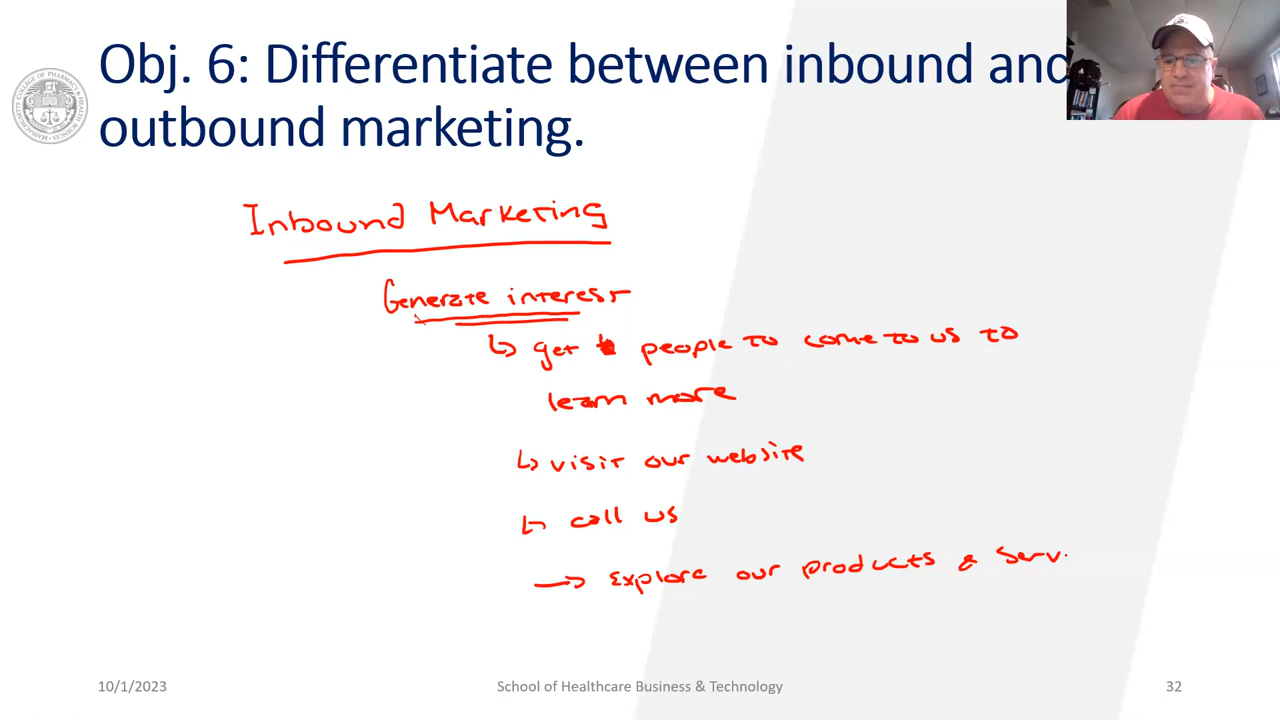 Obj. 6: Differentiate between inbound and
outbound marketing.
Inbound Marketing
Generate interest
↳ get people to come to us to
learn more
↳ visit our website
↳ call us
→ Explore our products & Serv.
10/1/2023
School of Healthcare Business & Technology
32